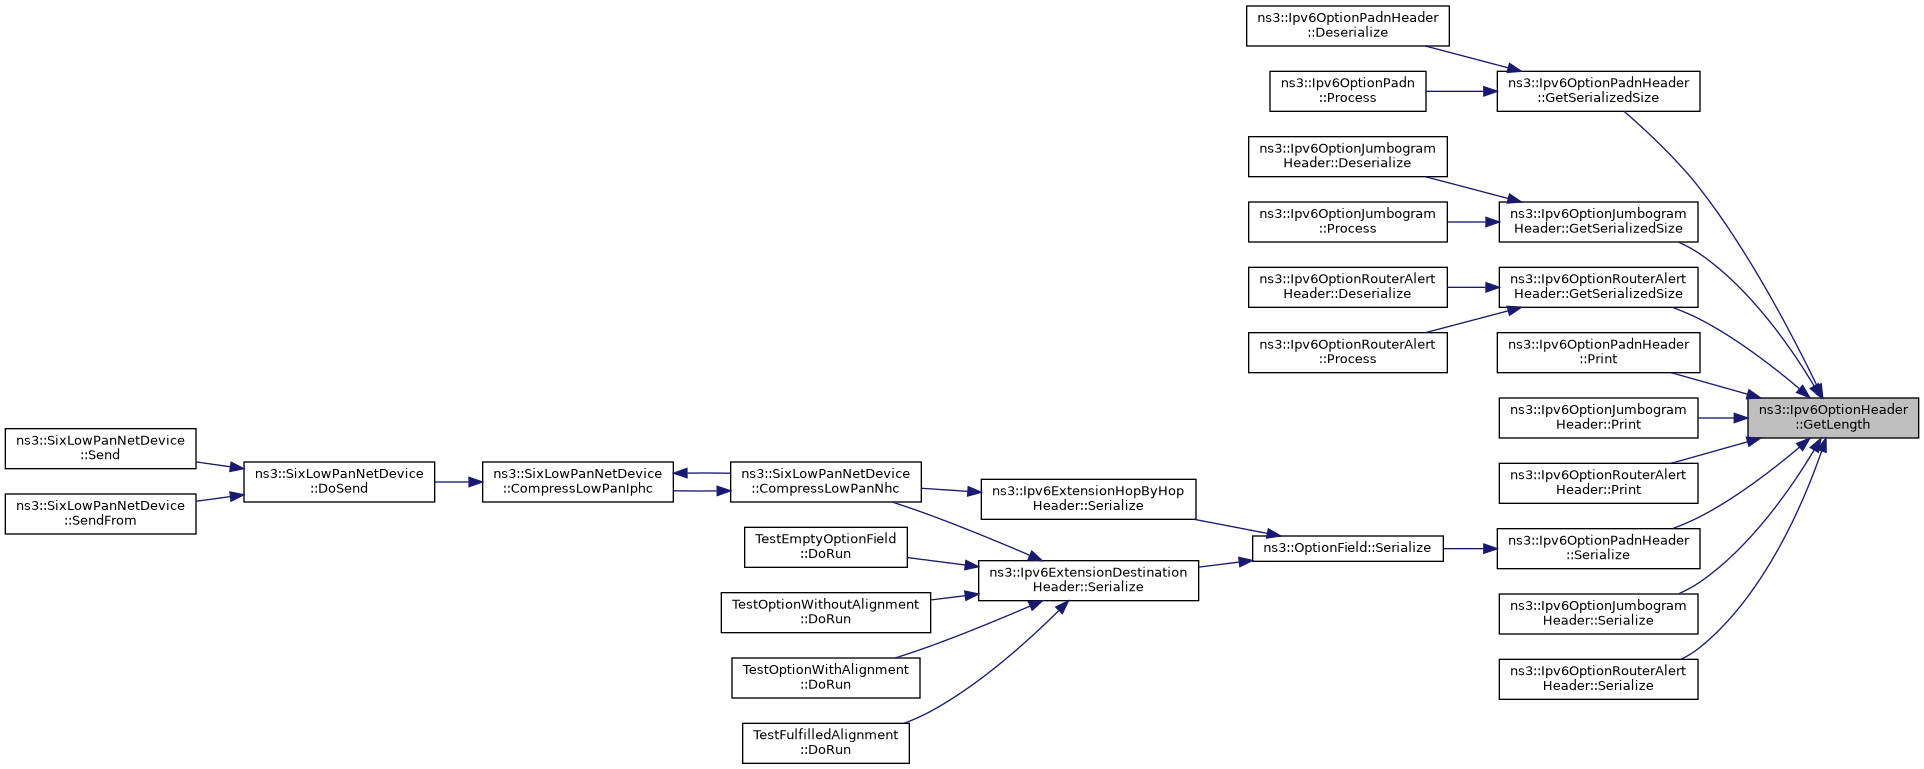 ns3::Ipv6OptionPadnHeader
::Deserialize
ns3::Ipv6OptionPadn
::Process
ns3::Ipv6OptionPadnHeader
::GetSerializedSize
ns3::Ipv6OptionJumbogram
Header::Deserialize
ns3::Ipv6OptionJumbogram
::Process
ns3::Ipv6OptionJumbogram
Header::GetSerializedSize
ns3::Ipv6OptionRouterAlert
Header::Deserialize
ns3::Ipv6OptionRouterAlert
Header::GetSerializedSize
ns3::Ipv6OptionRouterAlert
::Process
ns3::Ipv6OptionPadnHeader
::Print
ns3::Ipv6OptionJumbogram
Header::Print
ns3::Ipv6OptionHeader
::GetLength
ns3::Ipv6OptionRouterAlert
Header::Print
ns3::SixLowPanNetDevice
::Send
ns3::SixLowPanNetDevice
::SendFrom
ns3::SixLowPanNetDevice
::DoSend
ns3::SixLowPanNetDevice
::CompressLowPanIphc
ns3::SixLowPanNetDevice
::CompressLowPanNhc
ns3::Ipv6ExtensionHopByHop
Header::Serialize
TestEmptyOptionField
::DoRun
ns3::Ipv6ExtensionDestination
Header::Serialize
ns3::OptionField::Serialize
ns3::Ipv6OptionPadnHeader
::Serialize
TestOptionWithoutAlignment
::DoRun
ns3::Ipv6OptionJumbogram
Header::Serialize
TestOptionWithAlignment
::DoRun
ns3::Ipv6OptionRouterAlert
Header::Serialize
TestFulfilledAlignment
::DoRun